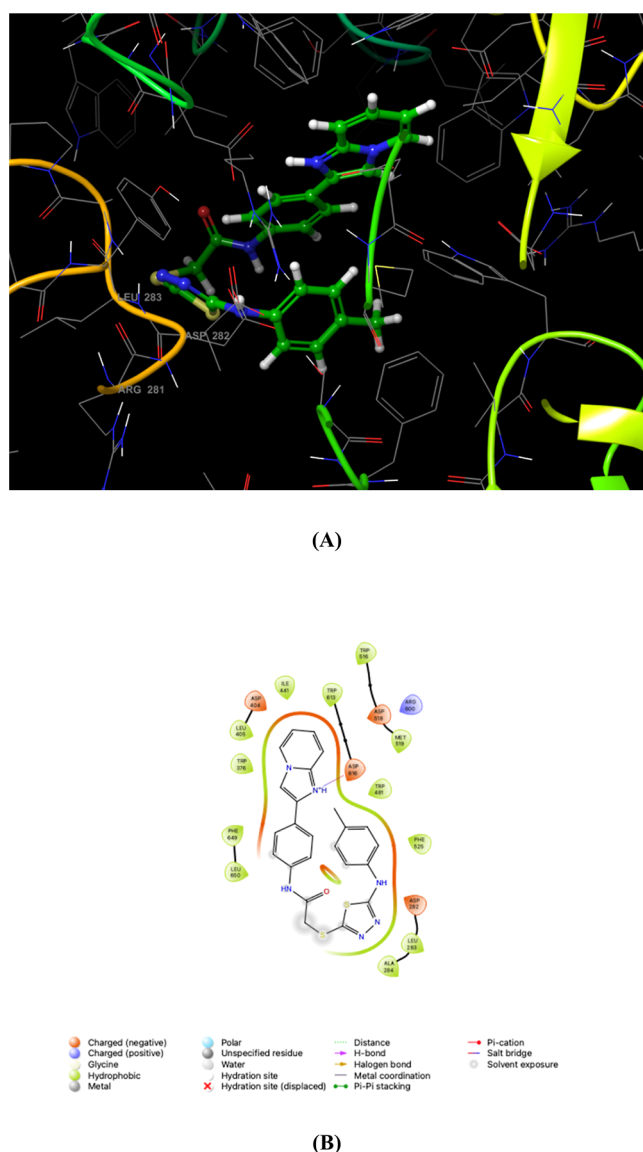 LEU 283
ASP 282
ARG 281
(A)
TRP
516
ILE
441
TRP
613
ASP
404
ARG
600
ASP
518
LEU
405
MET
519
TRP
376
ASP
616
TRP
481
N
N+H
PHE
649
PHE
525
LEU
650
NH
O
NH
ASP
282
S
S
N
N
LEU
283
ALA
284
Charged (negative)
Charged (positive)
Glycine
Hydrophobic
Metal
Polar
Unspecified residue
Water
Hydration site
Hydration site (displaced)
Distance
H-bond
Halogen bond
Metal coordination
Pi-Pi stacking
Pi-cation
Salt bridge
Solvent exposure
(B)